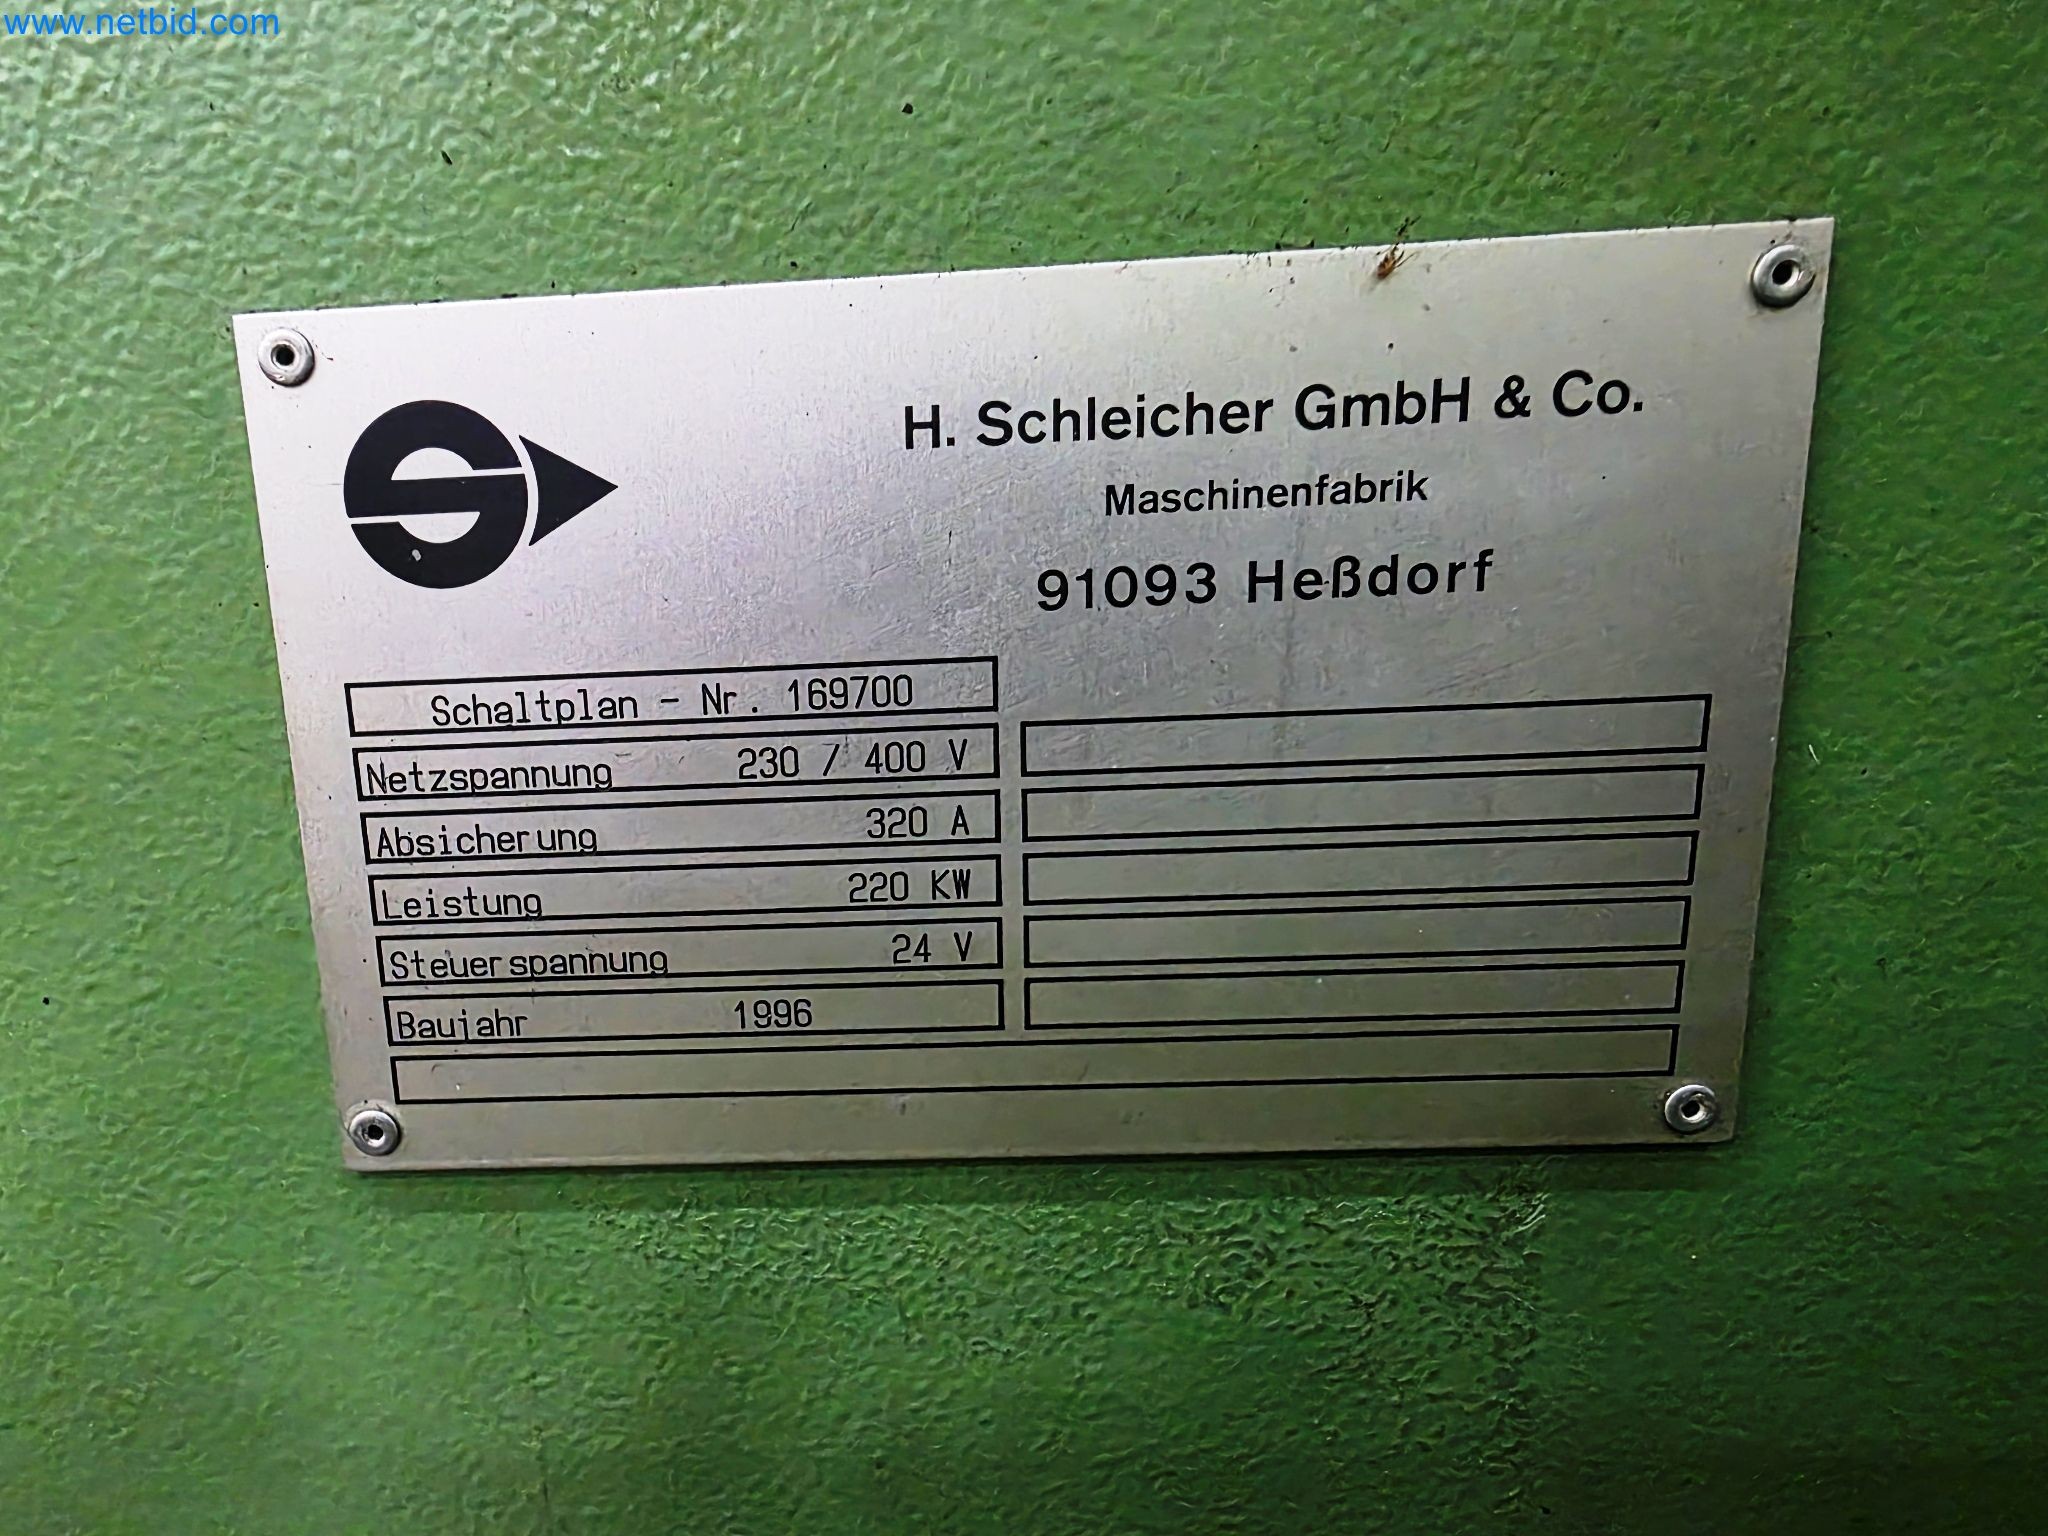 www.netbid.com
H. Schleicher GmbH & Co.
Maschinenfabrik
91093 Heßdorf
Schaltplan - Nr. 169700
Netzspannung 230 / 400 V
Absicherung 320 A
Leistung 220 KW
Steuerspannung 24 V
Baujahr 1996